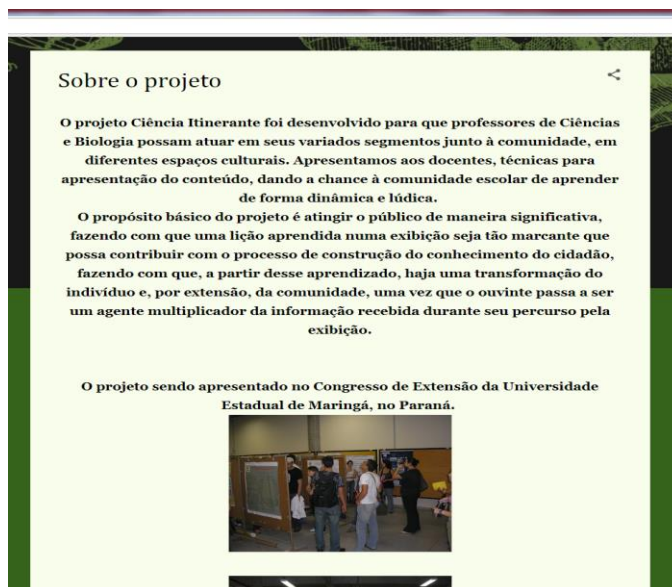 Sobre o projeto
O projeto Ciência Itinerante foi desenvolvido para que professores de Ciências
e Biologia possam atuar em seus variados segmentos junto à comunidade, em
diferentes espaços culturais. Apresentamos aos docentes, técnicas para
apresentação do conteúdo, dando a chance à comunidade escolar de aprender
de forma dinâmica e lúdica.
O propósito básico do projeto é atingir o público de maneira significativa,
fazendo com que uma lição aprendida numa exibição seja tão marcante que
possa contribuir com o processo de construção do conhecimento do cidadão,
fazendo com que, a partir desse aprendizado, haja uma transformação do
indivíduo e, por extensão, da comunidade, uma vez que o ouvinte passa a ser
um agente multiplicador da informação recebida durante seu percurso pela
exibição.
O projeto sendo apresentado no Congresso de Extensão da Universidade
Estadual de Maringá, no Paraná.